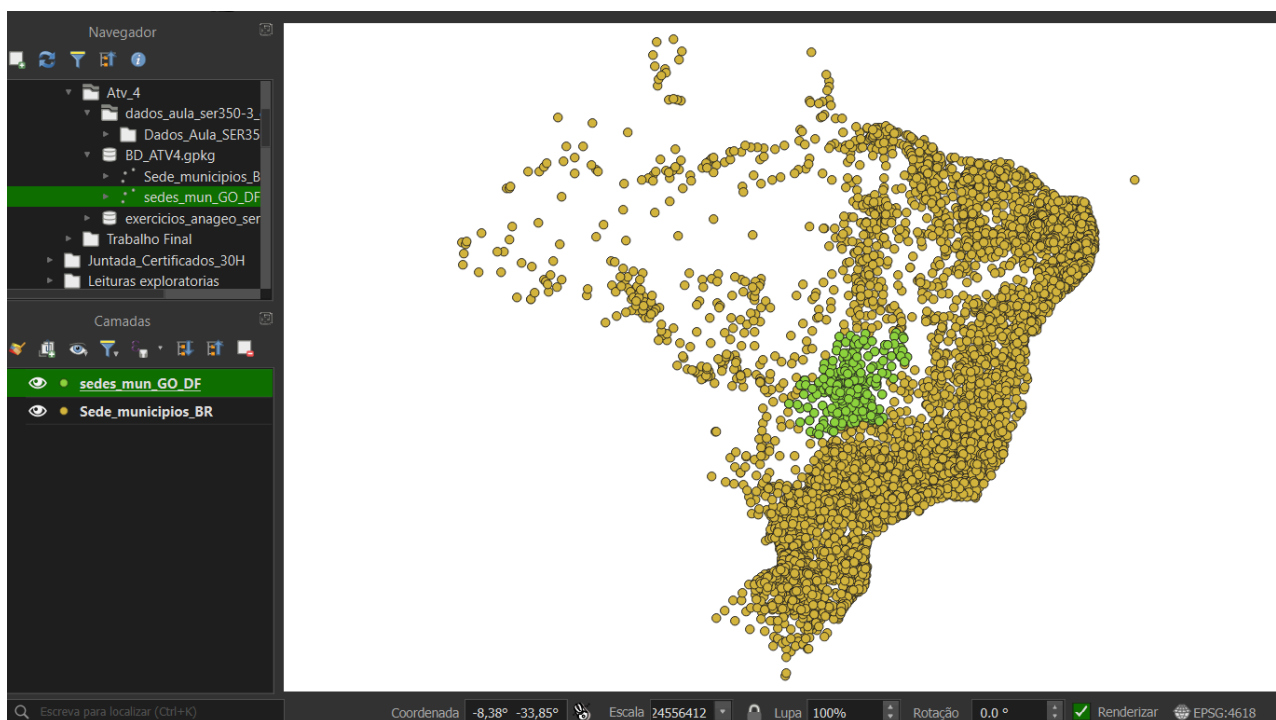 Navegador
Atv_4
dados_aula_ser350-3_
Dados_Aula_SER35
BD_ATV4.gpkg
Sede_municipios_B
sedes_mun_GO_DF
exercicios_anageo_ser
Trabalho Final
Juntada_Certificados_30H
Leituras exploratorias
Camadas
sedes_mun_GO_DF
Sede_municipios_BR
Escreva para localizar (Ctrl+K) Coordenada -8,38° -33,85° Escala 24556412 Lupa 100% Rotação 0.0 ° Renderizar EPSG:4618